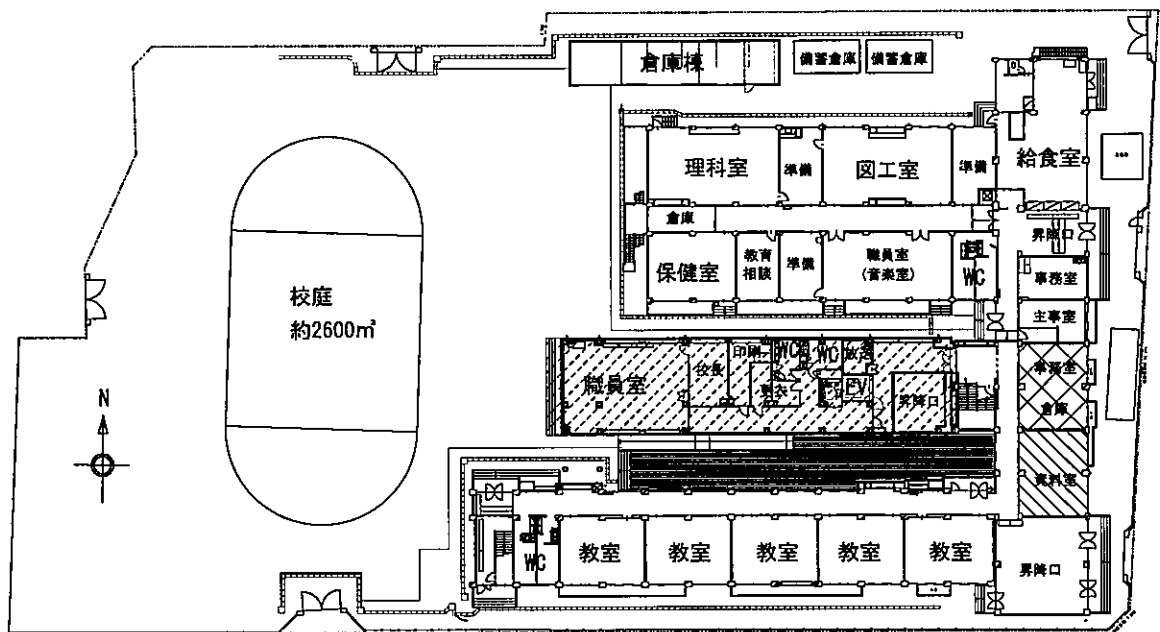 倉庫棟
備蓄倉庫
備蓄倉庫
理科室
準備
図工室
準備
給食室
倉庫
昇降口
保健室
教育
相談
準備
職員室
(音楽室)
WC
事務室
主事室
校庭
約2600㎡
N
職員室
校長
印刷
WC
WC
放送
更衣
EV
昇降口
事務室
倉庫
資料室
WC
教室
教室
教室
教室
教室
昇降口